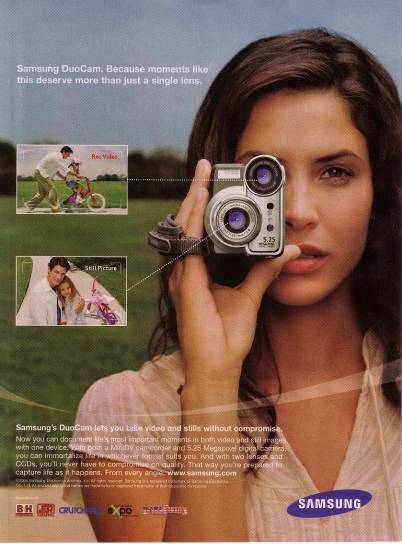 Samsung DuoCam. Because moments like
this deserve more than just a single lens.
Rec Video
Still Picture
5.25
Samsung's DuoCam lets you take video and stills without compromise.
Now you can document life's most important moments in both video and still images
with one device. With both a MiniDV camcorder and 5.25 Megapixel digital camera,
you can immortalize life in whichever format suits you. And with two lenses and
CCDs, you'll never have to compromise on quality. That way you're prepared to
capture life as it happens. From every angle. www.samsung.com
BH
J&R
CRUTCHFIELD
expo
SAMSUNG